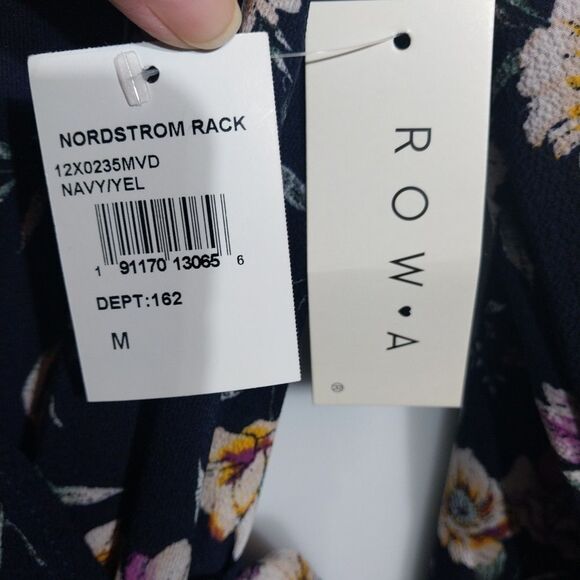 NORDSTROM RACK
12X0235MVD
NAVY/YEL
1 91170 13065 6
DEPT:162
M
ROW♥A
®